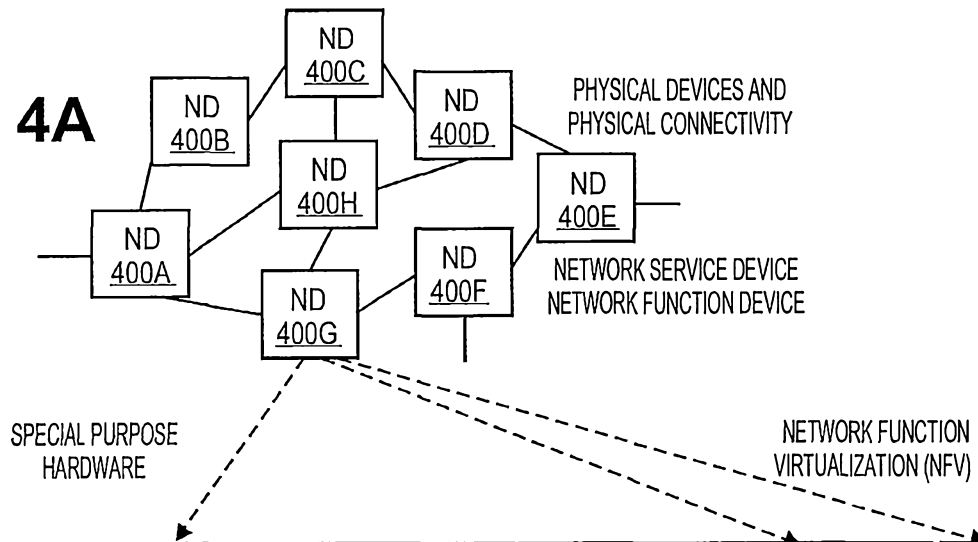 4A
ND
400C
ND
400B
ND
400D
PHYSICAL DEVICES AND
PHYSICAL CONNECTIVITY
ND
400H
ND
400E
ND
400A
ND
400F
NETWORK SERVICE DEVICE
NETWORK FUNCTION DEVICE
ND
400G
SPECIAL PURPOSE
HARDWARE
NETWORK FUNCTION
VIRTUALIZATION (NFV)